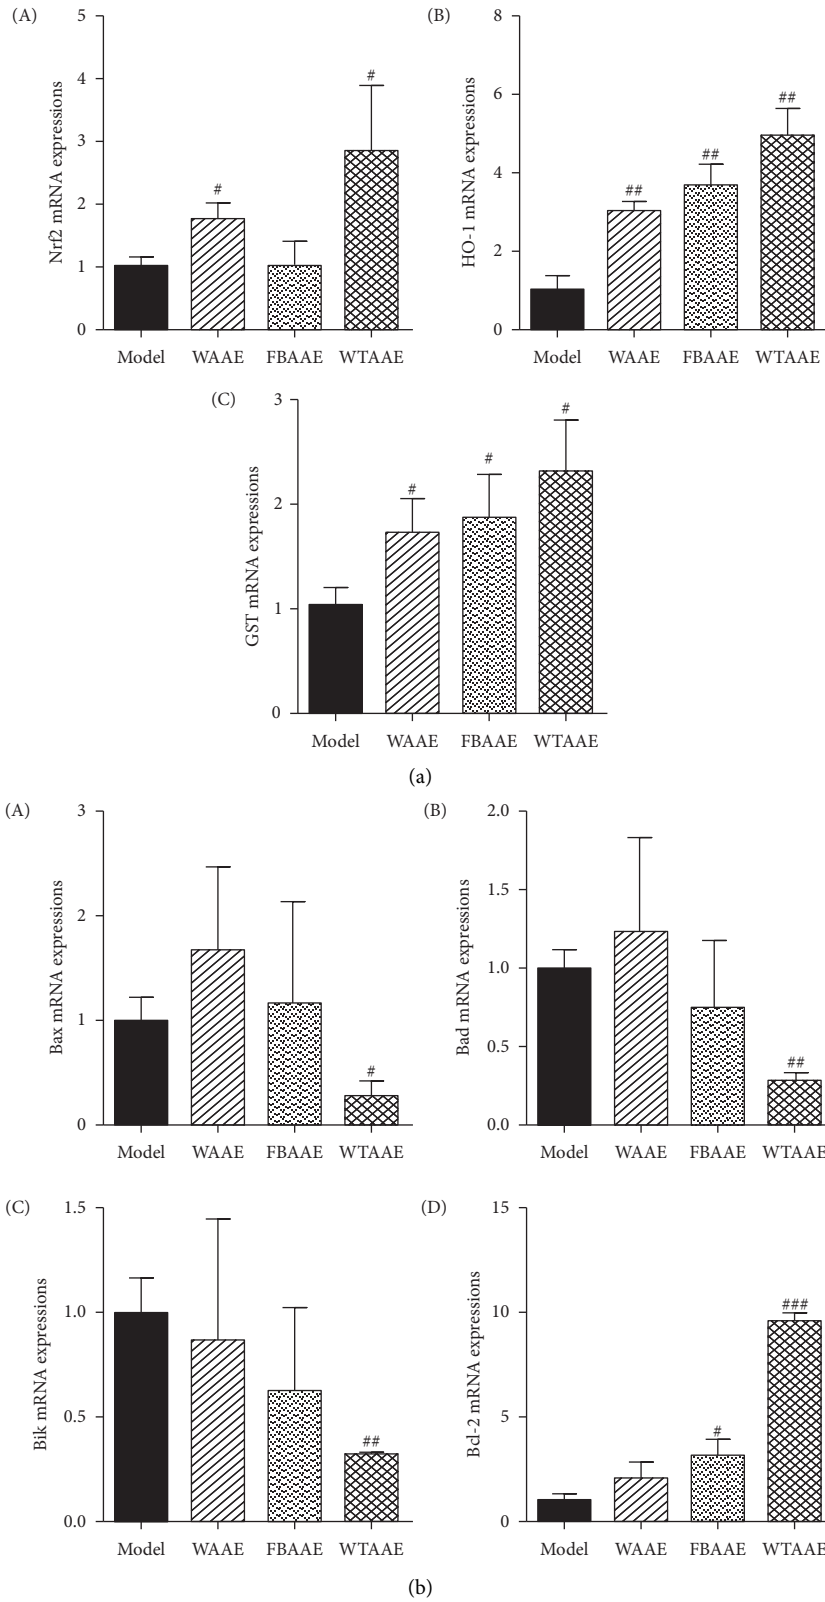 (A)
Nrf2 mRNA expressions
5
4
3
2
1
0
#
#
Model WAAE FBAAE WTAAE
(B)
HO-1 mRNA expressions
8
6
4
2
0
##
##
##
Model WAAE FBAAE WTAAE
(C)
GST mRNA expressions
3
2
1
0
#
#
#
Model WAAE FBAAE WTAAE
(a)
(A)
Bax mRNA expressions
3
2
1
0
#
Model WAAE FBAAE WTAAE
(B)
Bad mRNA expressions
2.0
1.5
1.0
0.5
0.0
##
Model WAAE FBAAE WTAAE
(C)
Bik mRNA expressions
1.5
1.0
0.5
0.0
##
Model WAAE FBAAE WTAAE
(D)
Bcl-2 mRNA expressions
15
10
5
0
#
###
Model WAAE FBAAE WTAAE
(b)